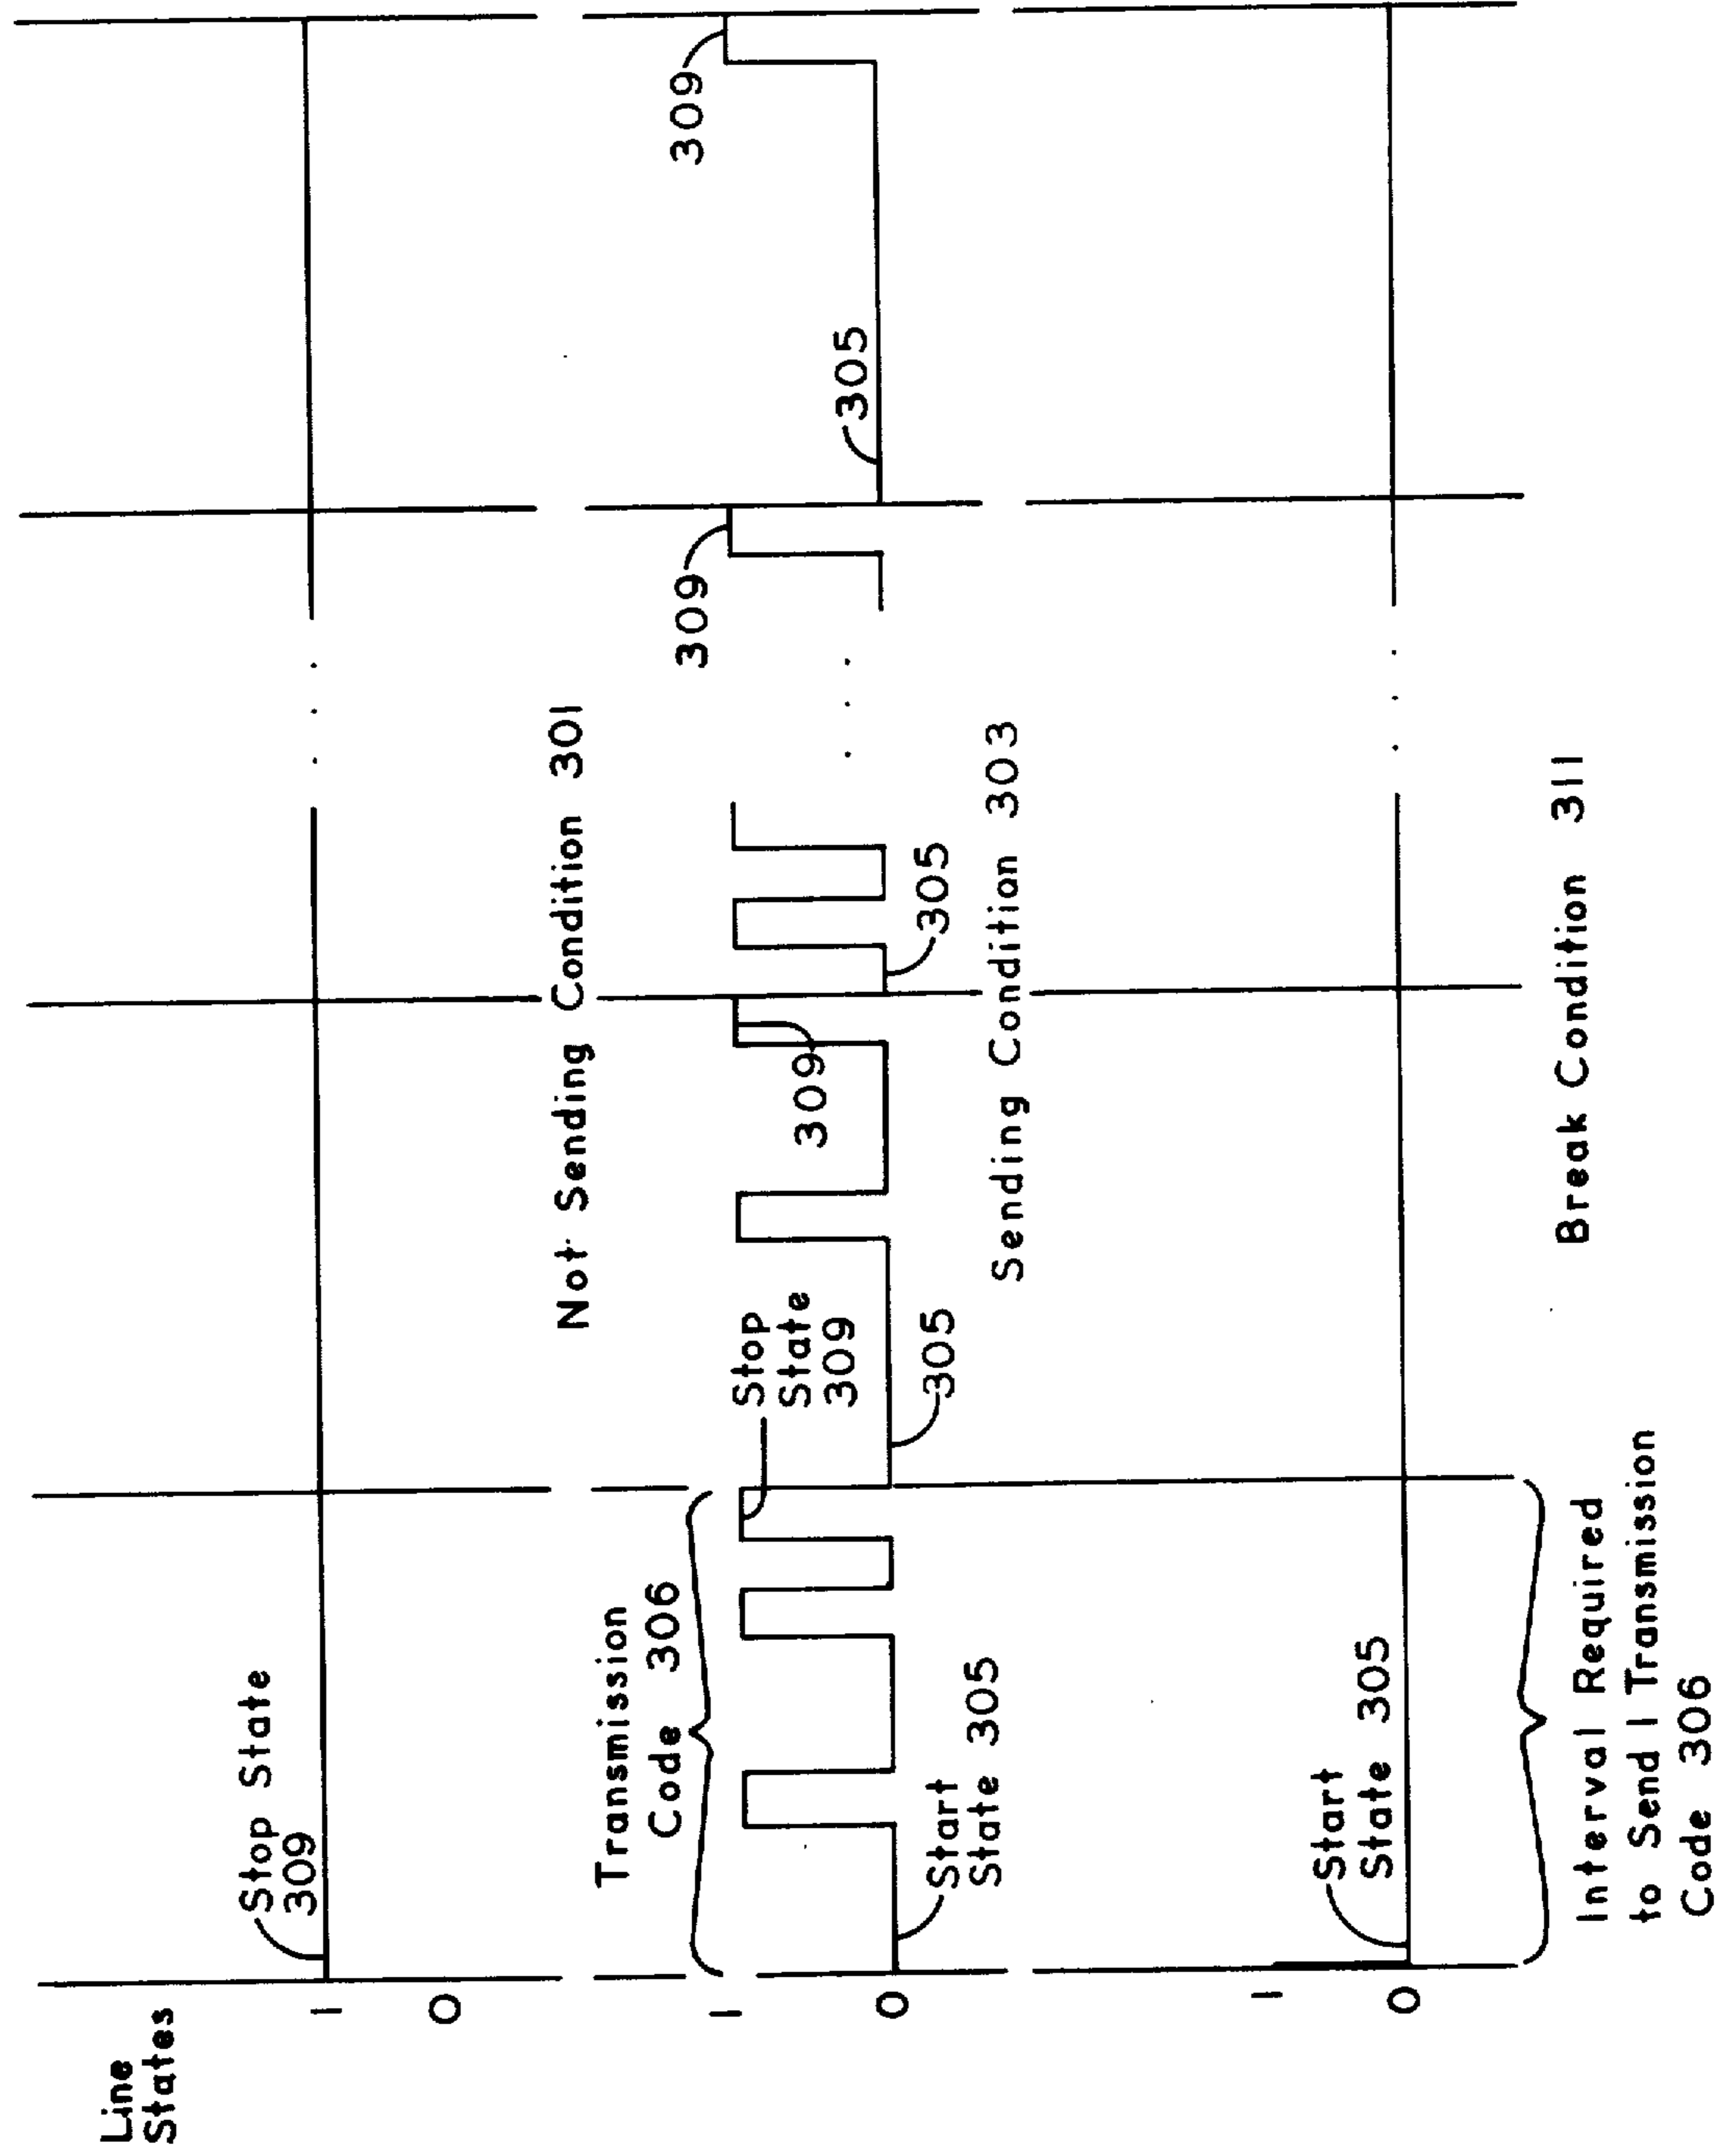 Line
States
1
0
Stop State
309
Not Sending Condition 301
1
0
Transmission
Code 306
Start
State 305
Stop
State
309
305
309
305
309
305
309
Sending Condition 303
1
0
Start
State 305
Interval Required
to Send 1 Transmission
Code 306
Break Condition 311